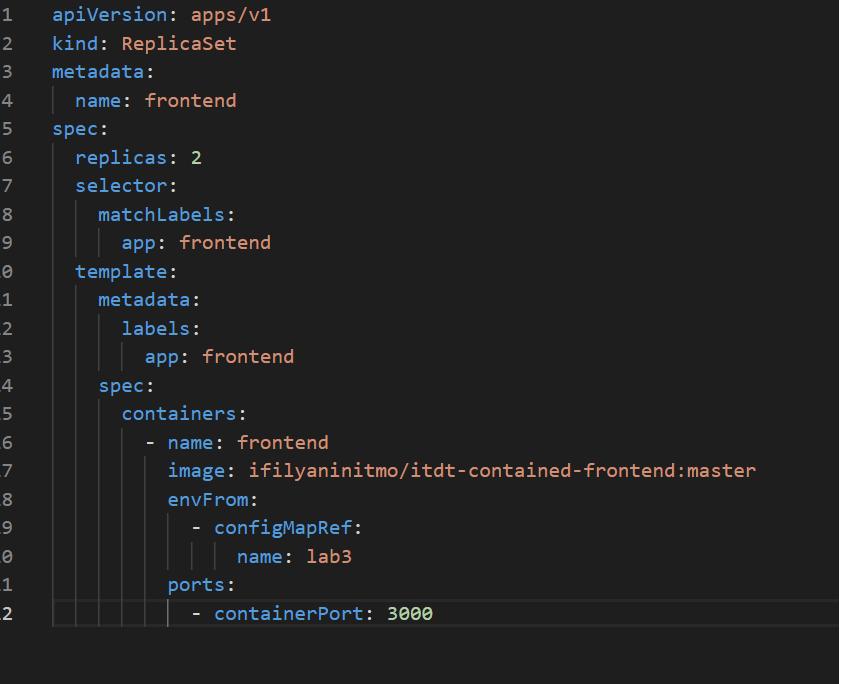 1 apiVersion: apps/v1
2 kind: ReplicaSet
3 metadata:
4 name: frontend
5 spec:
6 replicas: 2
7 selector:
8 matchLabels:
9 app: frontend
0 template:
1 metadata:
2 labels:
3 app: frontend
4 spec:
5 containers:
6 - name: frontend
7 image: ifilyaninitmo/itdt-contained-frontend:master
8 envFrom:
9 - configMapRef:
0 name: lab3
1 ports:
2 - containerPort: 3000